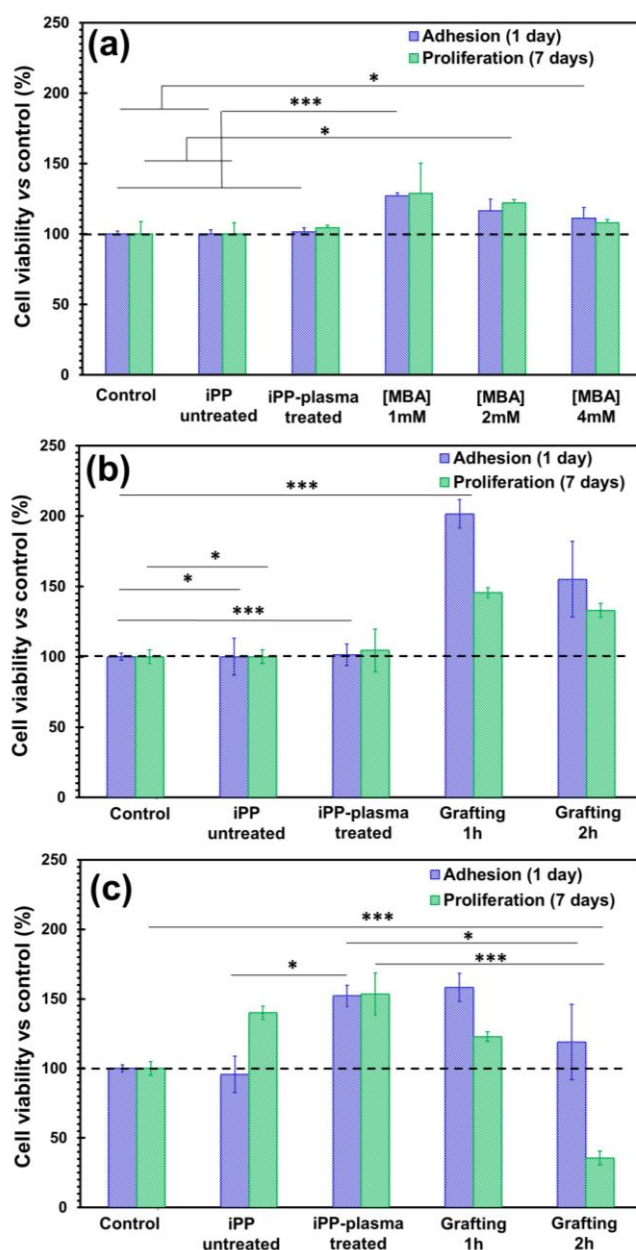 (a)
Adhesion (1 day)
Proliferation (7 days)
Cell viability vs control (%)
250
200
150
100
50
0
*
***
*
Control
iPP
untreated
iPP-plasma
treated
[MBA]
1mM
[MBA]
2mM
[MBA]
4mM
(b)
Adhesion (1 day)
Proliferation (7 days)
Cell viability vs control (%)
250
200
150
100
50
0
***
*
*
***
Control
iPP
untreated
iPP-plasma
treated
Grafting
1h
Grafting
2h
(c)
Adhesion (1 day)
Proliferation (7 days)
Cell viability vs control (%)
250
200
150
100
50
0
***
*
*
***
Control
iPP
untreated
iPP-plasma
treated
Grafting
1h
Grafting
2h